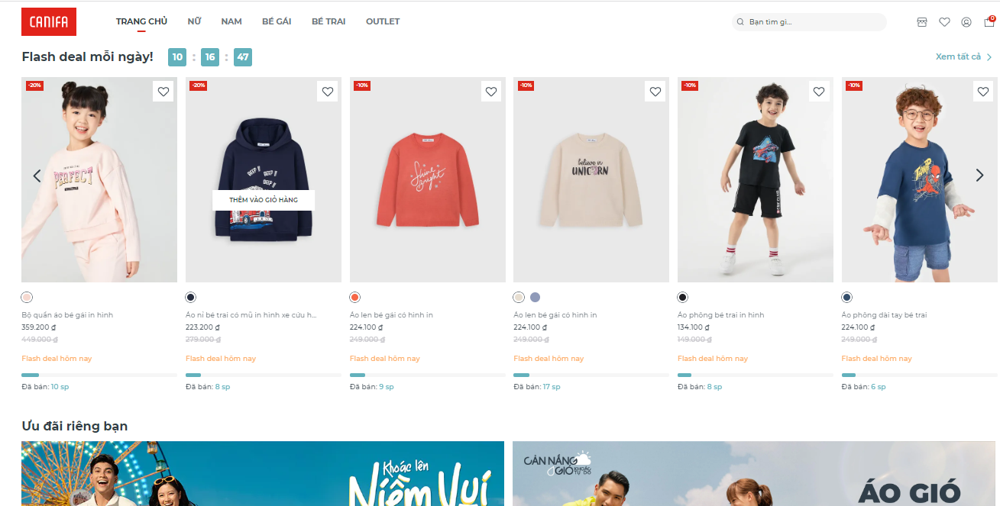 CANIFA
TRANG CHỦ NỮ NAM BÉ GÁI BÉ TRAI OUTLET
Bạn tìm gì...
0
Flash deal mỗi ngày! 10 : 16 : 47
Xem tất cả
-20% -20% -10% -10% -10% -10%
PERFECT
BEEP !!
BEEP !!
BEEP !!
THÊM VÀO GIỎ HÀNG
Shine Bright
believe in
UNICORN
Bộ quần áo bé gái in hình
359.200 ₫
449.000 ₫
Flash deal hôm nay
Đã bán: 10 sp
Áo nỉ bé trai có mũ in hình xe cứu h...
223.200 ₫
279.000 ₫
Flash deal hôm nay
Đã bán: 8 sp
Áo len bé gái có hình in
224.100 ₫
249.000 ₫
Flash deal hôm nay
Đã bán: 9 sp
Áo len bé gái có hình in
224.100 ₫
249.000 ₫
Flash deal hôm nay
Đã bán: 17 sp
Áo phông bé trai in hình
134.100 ₫
149.000 ₫
Flash deal hôm nay
Đã bán: 8 sp
Áo phông dài tay bé trai
224.100 ₫
249.000 ₫
Flash deal hôm nay
Đã bán: 6 sp
Ưu đãi riêng bạn
Khoác lên
Niềm Vui
CẢN NẮNG
GIÓ KHOÁC TỰ DO
ÁO GIÓ